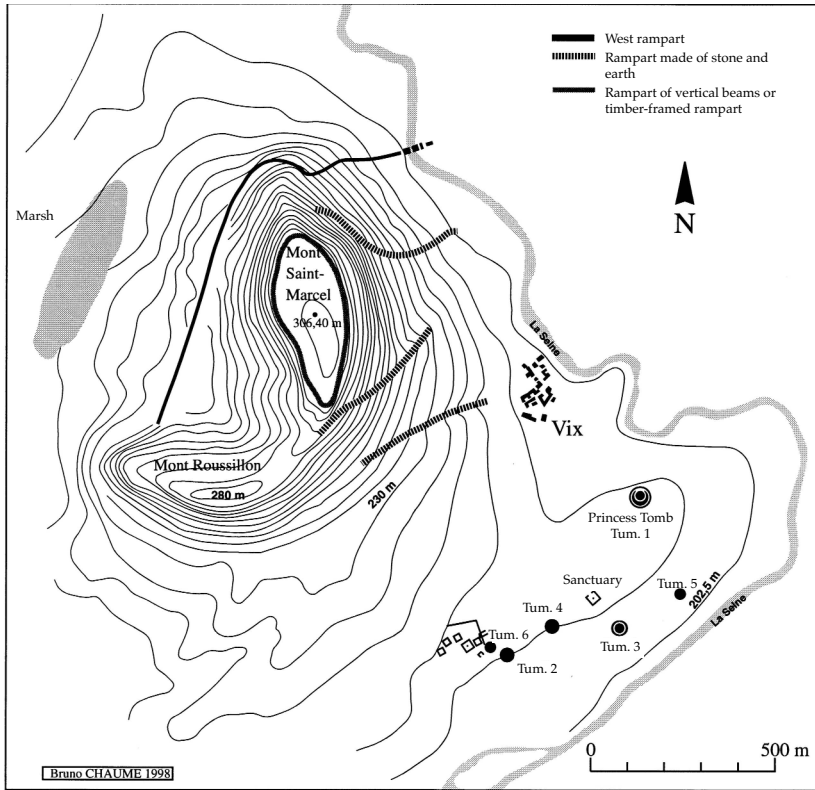 West rampart
Rampart made of stone and
earth
Rampart of vertical beams or
timber-framed rampart
N
Marsh
Mont
Saint-
Marcel
306,40 m
La Seine
Vix
Mont Roussillon
280 m
230 m
Princess Tomb
Tum. 1
Sanctuary
Tum. 5
202,5 m
La Seine
Tum. 4
Tum. 6
Tum. 3
Tum. 2
0
500 m
Bruno CHAUME 1998